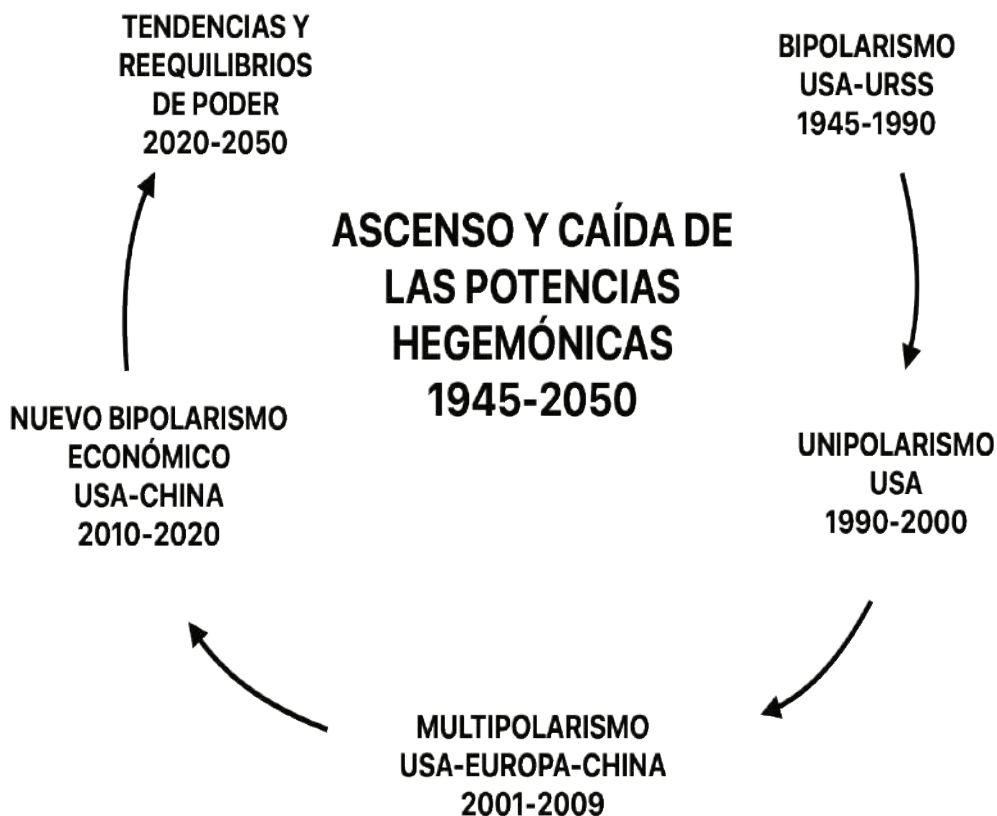 ASCENSO Y CAÍDA DE
LAS POTENCIAS
HEGEMÓNICAS
1945-2050
BIPOLARISMO
USA-URSS
1945-1990
UNIPOLARISMO
USA
1990-2000
MULTIPOLARISMO
USA-EUROPA-CHINA
2001-2009
NUEVO BIPOLARISMO
ECONÓMICO
USA-CHINA
2010-2020
TENDENCIAS Y
REEQUILIBRIOS
DE PODER
2020-2050